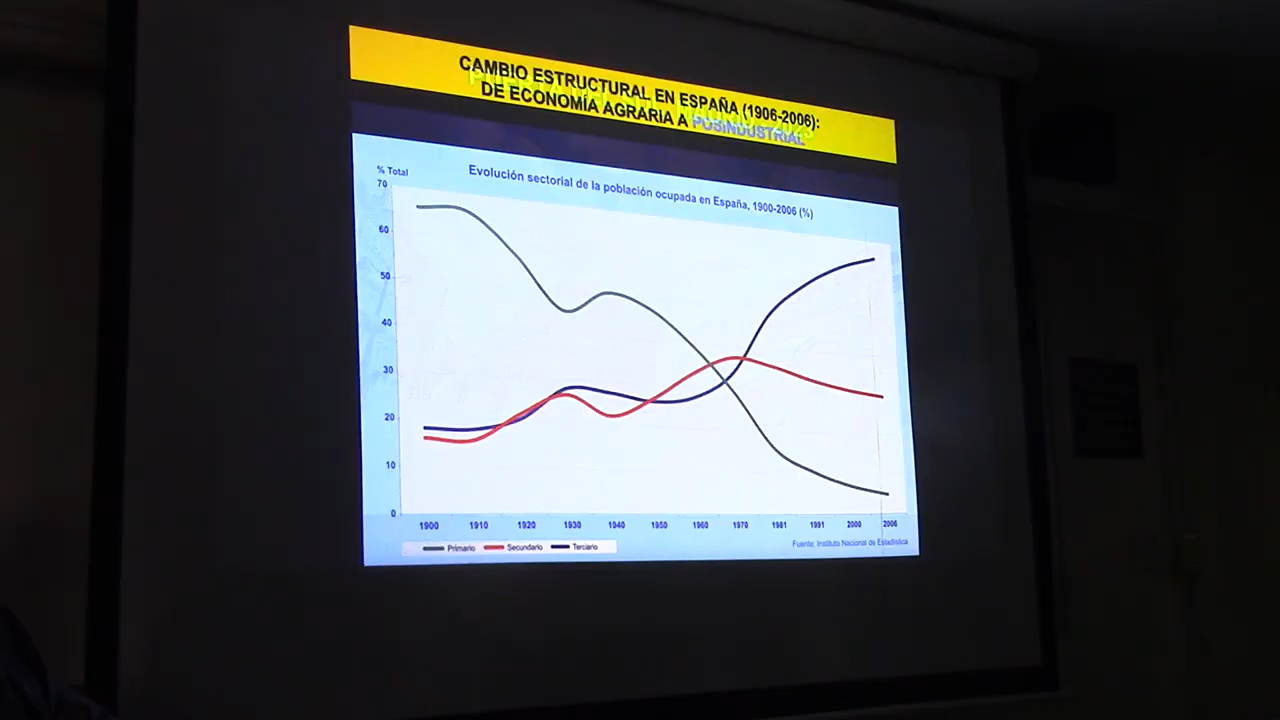 CAMBIO ESTRUCTURAL EN ESPAÑA (1906-2006):
DE ECONOMÍA AGRARIA A POSINDUSTRIAL
% Total
Evolución sectorial de la población ocupada en España, 1900-2006 (%)
70
60
50
40
30
20
10
0
1900 1910 1920 1930 1940 1950 1960 1970 1981 1991 2000 2006
Primario Secundario Terciario
Fuente: Instituto Nacional de Estadística